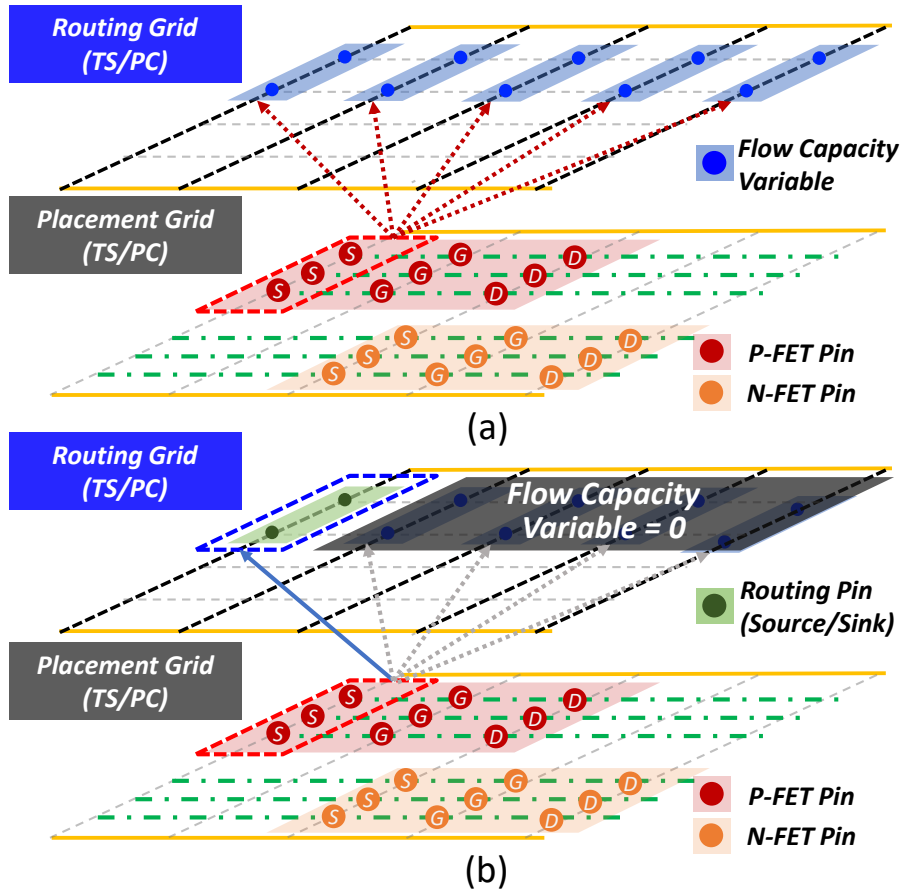 Routing Grid
(TS/PC)
Flow Capacity
Variable
Placement Grid
(TS/PC)
S G D
S G D
S G D
S G D
S G D
S G D
P-FET Pin
N-FET Pin
(a)
Routing Grid
(TS/PC)
Flow Capacity
Variable = 0
Routing Pin
(Source/Sink)
Placement Grid
(TS/PC)
S G D
S G D
S G D
S G D
S G D
S G D
P-FET Pin
N-FET Pin
(b)